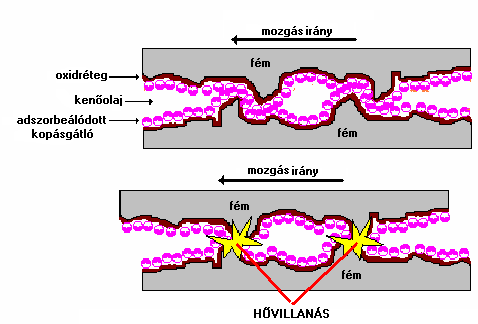 mozgás irány
fém
oxidréteg
kenőolaj
adszorbeálódott
kopásgátló
fém
mozgás irány
fém
fém
HŐVILLANÁS